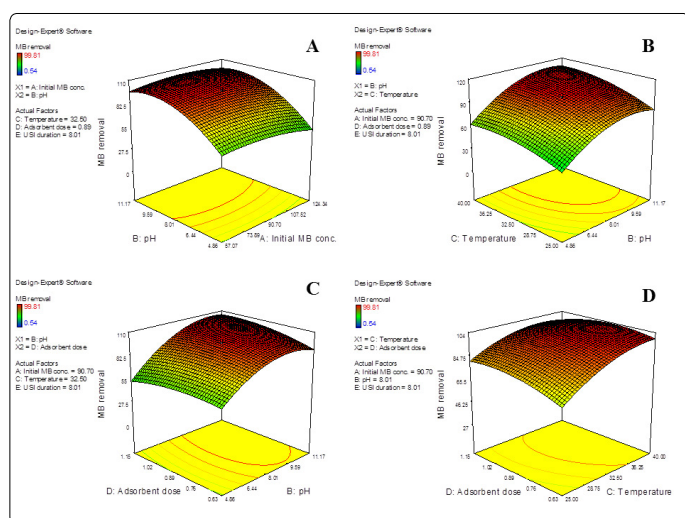 Design-Expert® Software
MB removal
99.81
0.54
X1 = A: Initial MB conc.
X2 = B: pH
Actual Factors
C: Temperature = 32.50
D: Adsorbent dose = 0.89
E: USI duration = 8.01
A
MB removal
110
82.5
55
27.5
0
11.17
9.59
8.01
6.44
4.86
B: pH
124.34
107.52
90.70
73.89
57.07
A: Initial MB conc.
Design-Expert® Software
MB removal
99.81
0.54
X1 = B: pH
X2 = C: Temperature
Actual Factors
A: Initial MB conc. = 90.70
D: Adsorbent dose = 0.89
E: USI duration = 8.01
B
MB removal
120
90
60
30
0
40.00
36.25
32.50
28.75
25.00
C: Temperature
11.17
9.59
8.01
6.44
4.86
B: pH
Design-Expert® Software
MB removal
99.81
0.54
X1 = B: pH
X2 = D: Adsorbent dose
Actual Factors
A: Initial MB conc. = 90.70
C: Temperature = 32.50
E: USI duration = 8.01
C
MB removal
110
82.5
55
27.5
0
1.15
1.02
0.89
0.76
0.63
D: Adsorbent dose
11.17
9.59
8.01
6.44
4.86
B: pH
Design-Expert® Software
MB removal
99.81
0.54
X1 = C: Temperature
X2 = D: Adsorbent dose
Actual Factors
A: Initial MB conc. = 90.70
B: pH = 8.01
E: USI duration = 8.01
D
MB removal
104
84.75
65.5
46.25
27
1.15
1.02
0.89
0.76
0.63
D: Adsorbent dose
40.00
36.25
32.50
28.75
25.00
C: Temperature